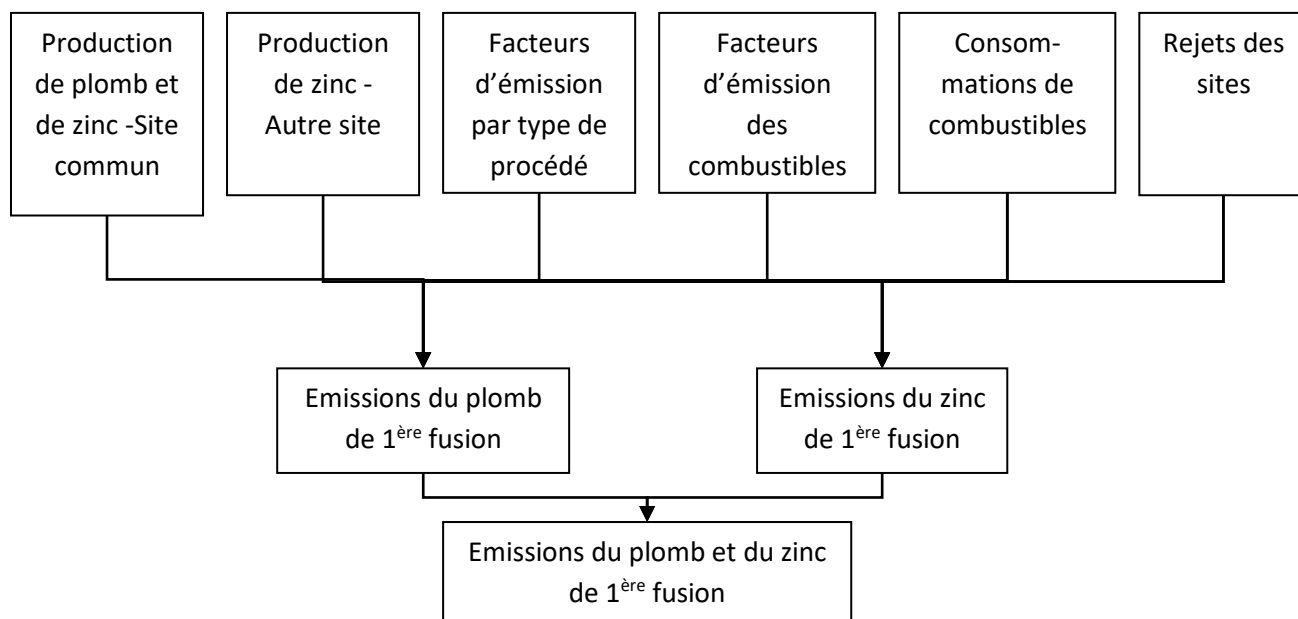 Production
de plomb et
de zinc -Site
commun
Production
de zinc -
Autre site
Facteurs
d’émission
par type de
procédé
Facteurs
d’émission
des
combustibles
Consom-
mations de
combustibles
Rejets des
sites
Emissions du plomb
de 1ère fusion
Emissions du zinc
de 1ère fusion
Emissions du plomb et du zinc
de 1ère fusion